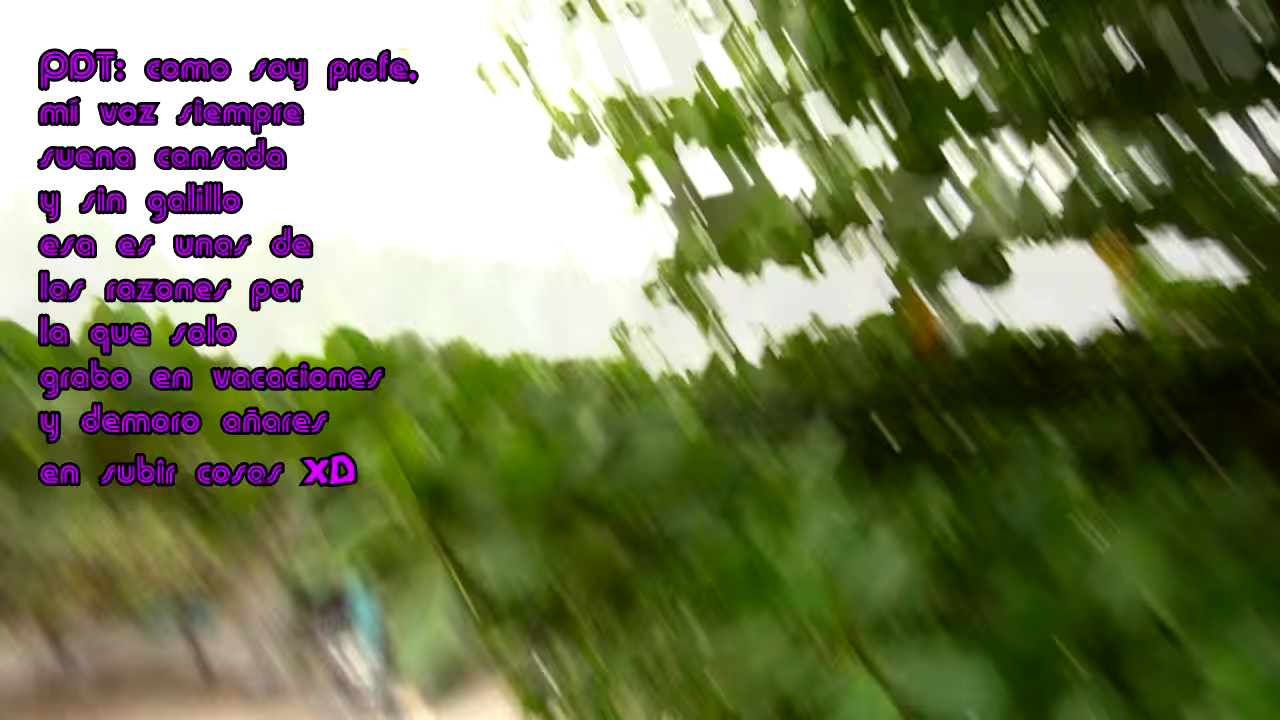 PDT: como soy profe,
mí voz siempre
suena cansada
y sin galillo
esa es unas de
las razones por
la que solo
grabo en vacaciones
y demoro añares
en subir cosas XD